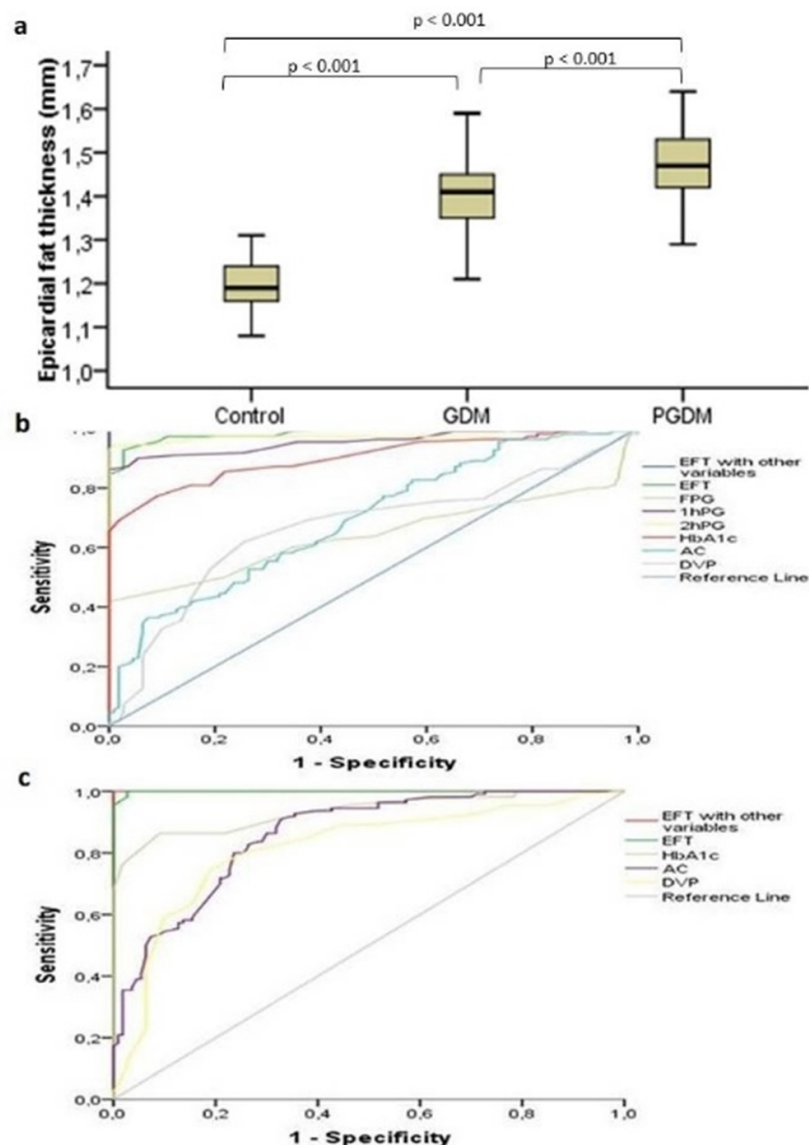 a
p < 0.001
p < 0.001
p < 0.001
Epicardial fat thickness (mm)
1,7
1,6
1,5
1,4
1,3
1,2
1,1
1,0
Control GDM PGDM
b
Sensitivity
0,8
0,6
0,4
0,2
0,0
0,0 0,2 0,4 0,6 0,8 1,0
1 - Specificity
EFT with other
variables
EFT
FPG
1hPG
2hPG
HbA1c
AC
DVP
Reference Line
c
Sensitivity
1,0
0,8
0,6
0,4
0,2
0,0
0,0 0,2 0,4 0,6 0,8 1,0
1 - Specificity
EFT with other
variables
EFT
HbA1c
AC
DVP
Reference Line